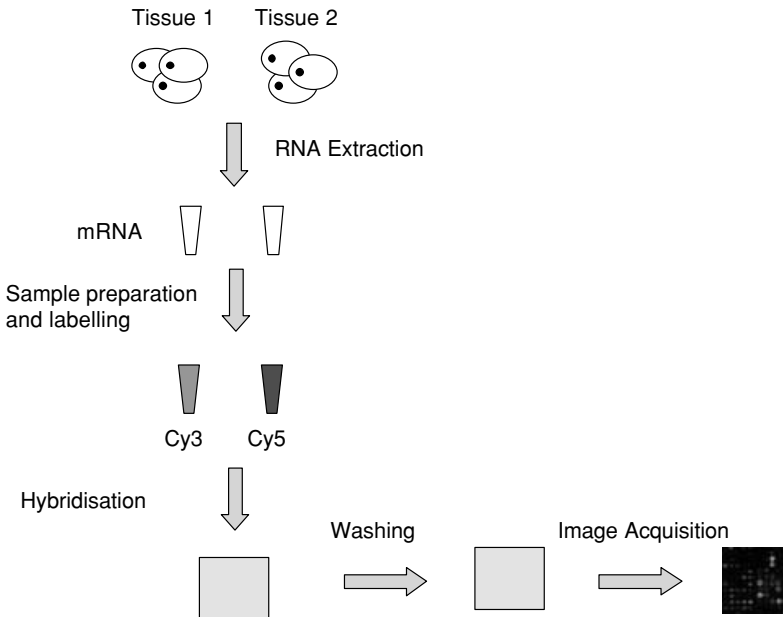 Tissue 1 Tissue 2
RNA Extraction
mRNA
Sample preparation
and labelling
Cy3 Cy5
Hybridisation
Washing Image Acquisition